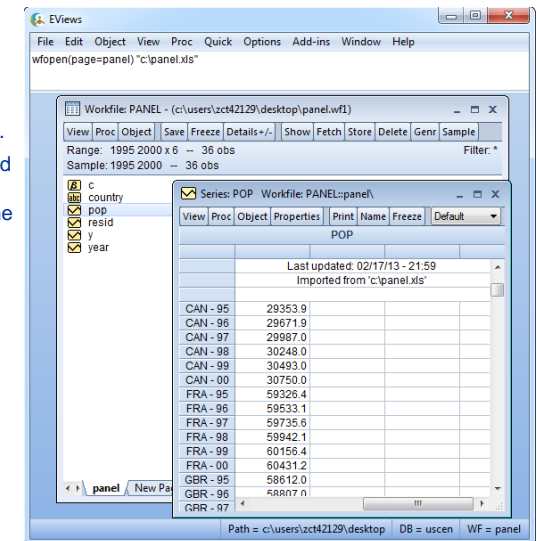 EViews
File Edit Object View Proc Quick Options Add-ins Window Help
wfopen(page=panel) "c:\panel.xls"
.
d
ne
Workfile: PANEL - (c:\users\zct42129\desktop\panel.wf1)
View Proc Object Save Freeze Details+/- Show Fetch Store Delete Genr Sample
Range: 1995 2000 x 6 -- 36 obs Filter: *
Sample: 1995 2000 -- 36 obs
β c
abc country
pop
resid
y
year
panel New Pa
Series: POP Workfile: PANEL::panel\
View Proc Object Properties Print Name Freeze Default
POP
Last updated: 02/17/13 - 21:59
Imported from 'c:\panel.xls'
CAN - 95 29353.9
CAN - 96 29671.9
CAN - 97 29987.0
CAN - 98 30248.0
CAN - 99 30493.0
CAN - 00 30750.0
FRA - 95 59326.4
FRA - 96 59533.1
FRA - 97 59735.6
FRA - 98 59942.1
FRA - 99 60156.4
FRA - 00 60431.2
GBR - 95 58612.0
GBR - 96 58807.0
GBR - 97
Path = c:\users\zct42129\desktop DB = uscen WF = panel